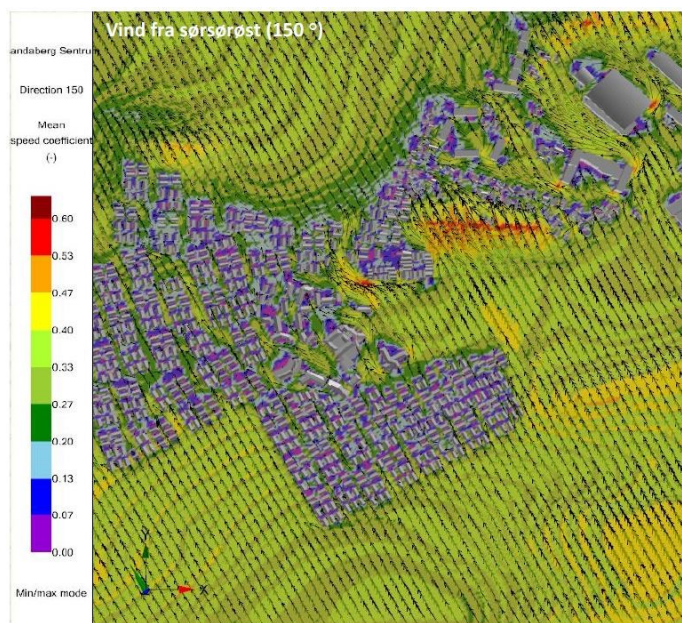 Vind fra sørsørøst (150 °)
andaberg Sentru
Direction 150
Mean
speed coefficient
(-)
0.60
0.53
0.47
0.40
0.33
0.27
0.20
0.13
0.07
0.00
Min/max mode
Y
X